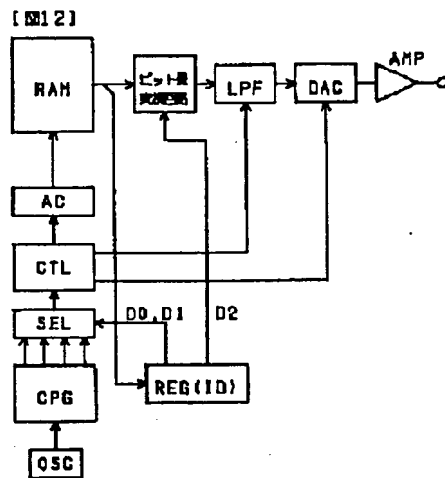 [図12]
RAM
ビット長
変換回路
LPF
DAC
AMP
AC
CTL
SEL
D0,D1
D2
CPG
REG(ID)
OSC